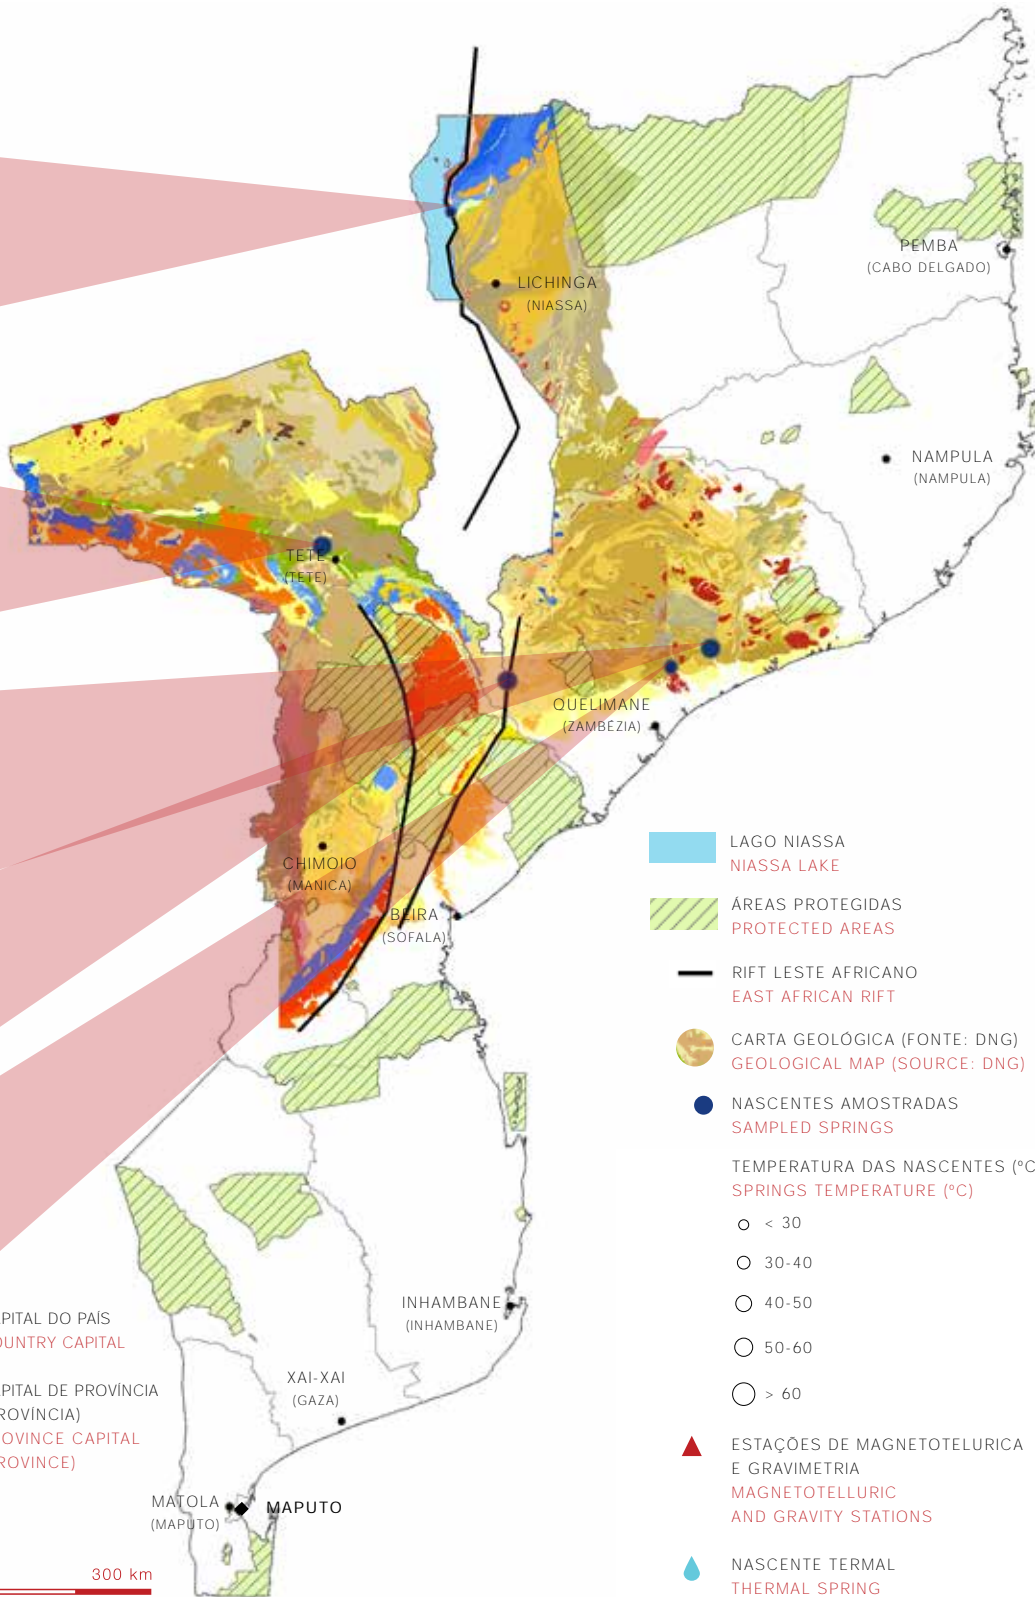 PEMBA
(CABO DELGADO)
LICHINGA
(NIASSA)
NAMPULA
(NAMPULA)
TETE
(TETE)
QUELIMANE
(ZAMBÉZIA)
CHIMOIO
(MANICA)
BEIRA
(SOFALA)
INHAMBANE
(INHAMBANE)
XAI-XAI
(GAZA)
MATOLA
(MAPUTO)
MAPUTO
LAGO NIASSA
NIASSA LAKE
ÁREAS PROTEGIDAS
PROTECTED AREAS
RIFT LESTE AFRICANO
EAST AFRICAN RIFT
CARTA GEOLÓGICA (FONTE: DNG)
GEOLOGICAL MAP (SOURCE: DNG)
NASCENTES AMOSTRADAS
SAMPLED SPRINGS
TEMPERATURA DAS NASCENTES (ºC
SPRINGS TEMPERATURE (ºC)
< 30
30-40
40-50
50-60
> 60
ESTAÇÕES DE MAGNETOTELURICA
E GRAVIMETRIA
MAGNETOTELLURIC
AND GRAVITY STATIONS
NASCENTE TERMAL
THERMAL SPRING
PITAL DO PAÍS
OUNTRY CAPITAL
PITAL DE PROVÍNCIA
ROVÍNCIA)
OVINCE CAPITAL
ROVINCE)
300 km